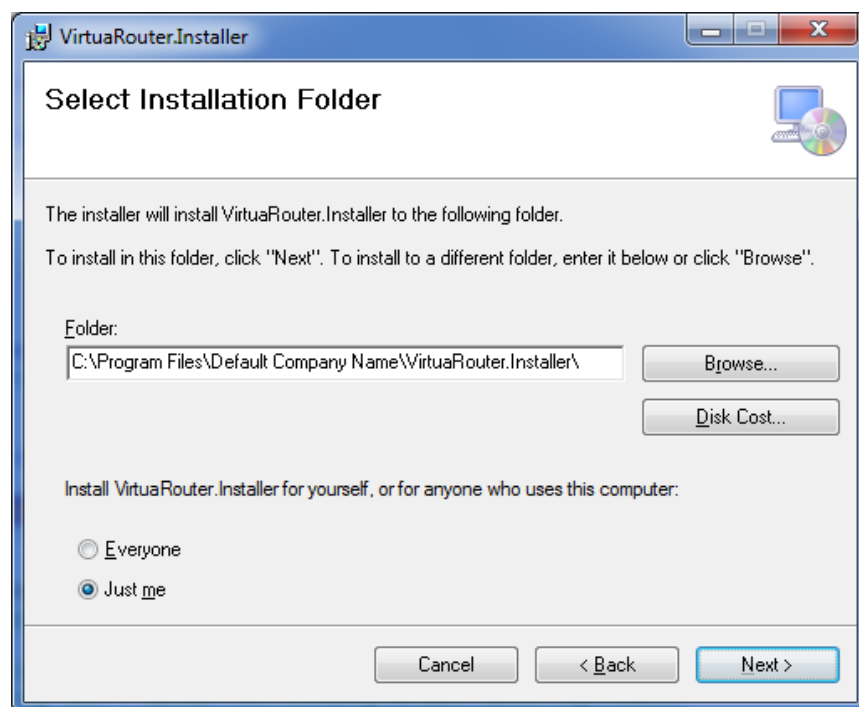 VirtuaRouter.Installer
Select Installation Folder
The installer will install VirtuaRouter.Installer to the following folder.
To install in this folder, click "Next". To install to a different folder, enter it below or click "Browse".
Folder:
C:\Program Files\Default Company Name\VirtuaRouter.Installer\
Browse...
Disk Cost...
Install VirtuaRouter.Installer for yourself, or for anyone who uses this computer:
Everyone
Just me
Cancel < Back Next >